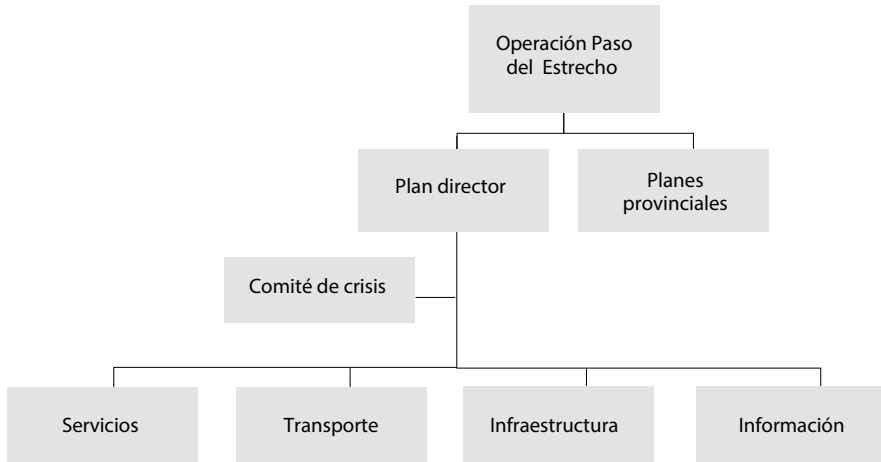 Operación Paso
del Estrecho
Plan director
Planes
provinciales
Comité de crisis
Servicios
Transporte
Infraestructura
Información